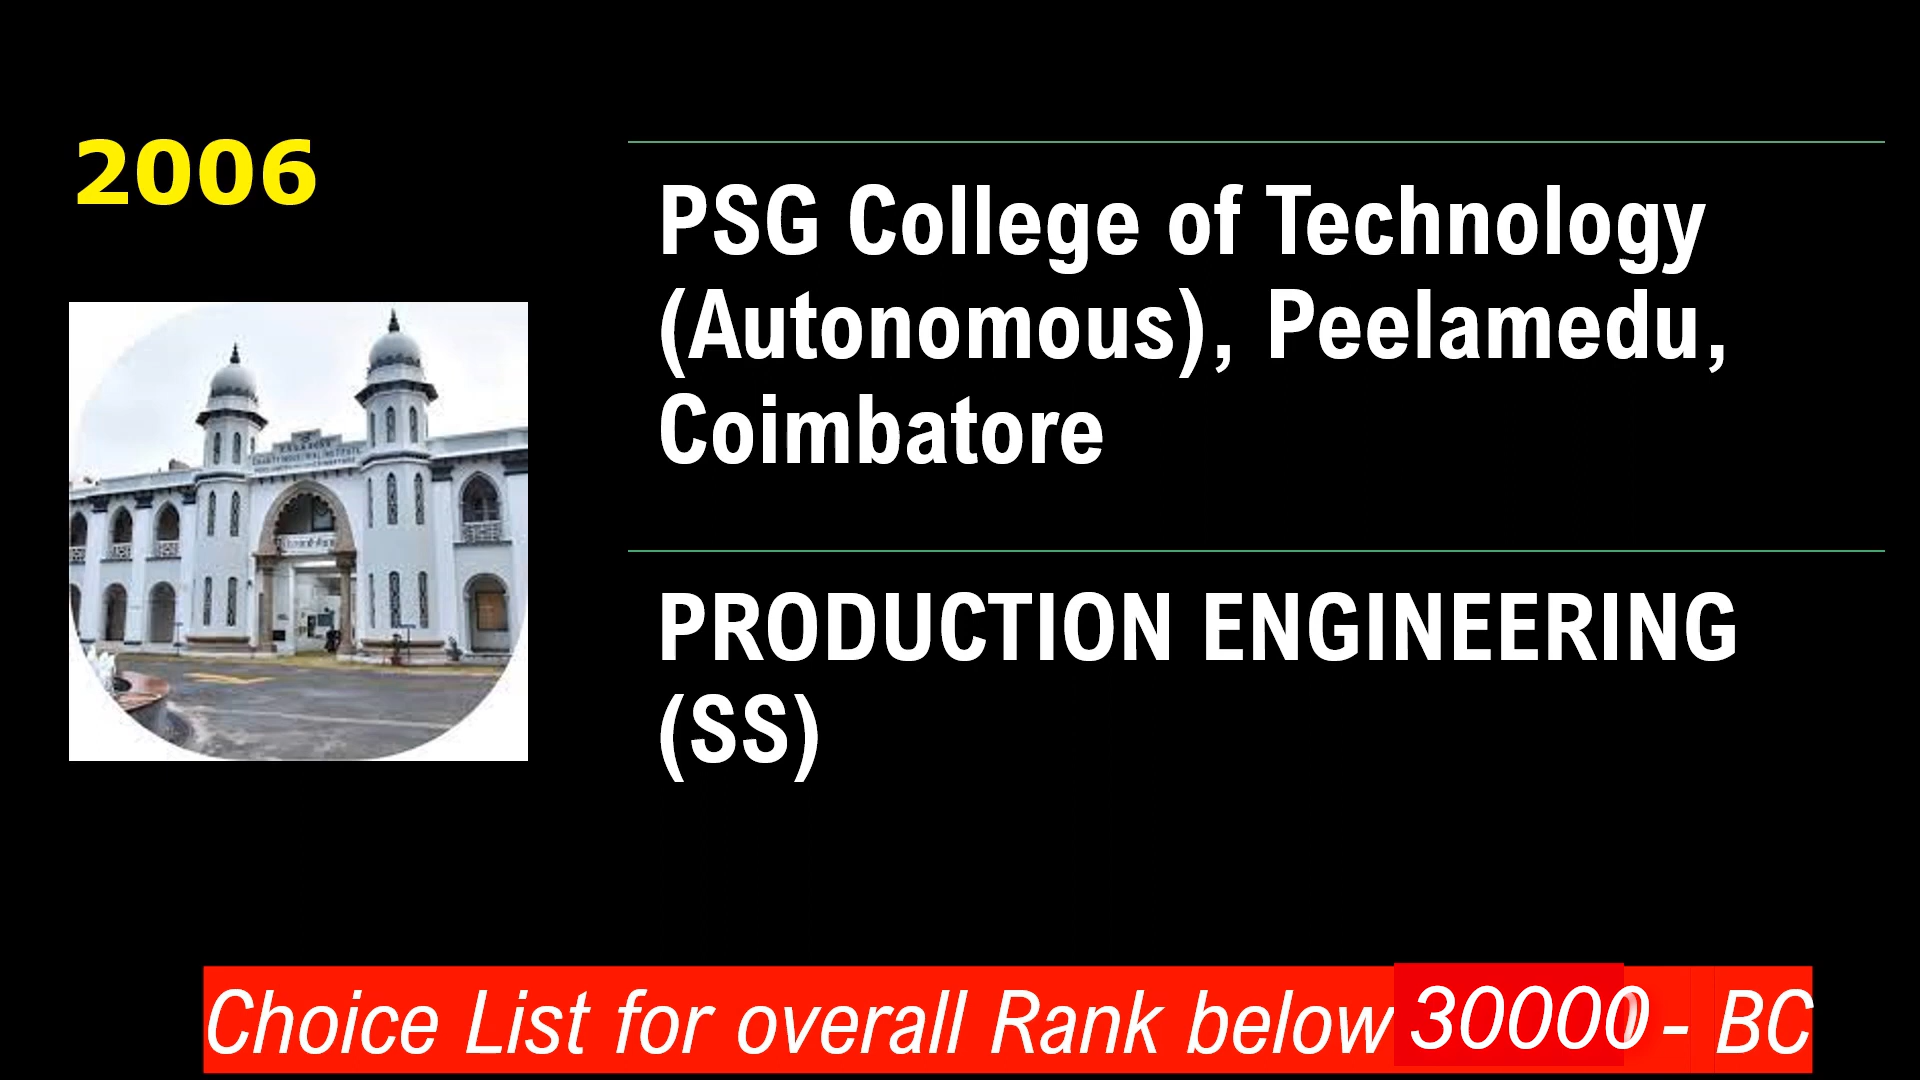 2006
PSG College of Technology
(Autonomous), Peelamedu,
Coimbatore
PRODUCTION ENGINEERING
(SS)
Choice List for overall Rank below 30000 - BC